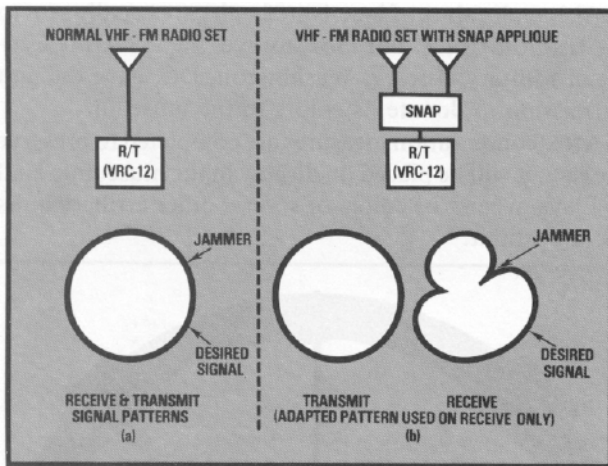 NORMAL VHF - FM RADIO SET
R/T
(VRC-12)
JAMMER
DESIRED
SIGNAL
RECEIVE & TRANSMIT
SIGNAL PATTERNS
(a)
VHF - FM RADIO SET WITH SNAP APPLIQUE
SNAP
R/T
(VRC-12)
JAMMER
DESIRED
SIGNAL
TRANSMIT RECEIVE
(ADAPTED PATTERN USED ON RECEIVE ONLY)
(b)